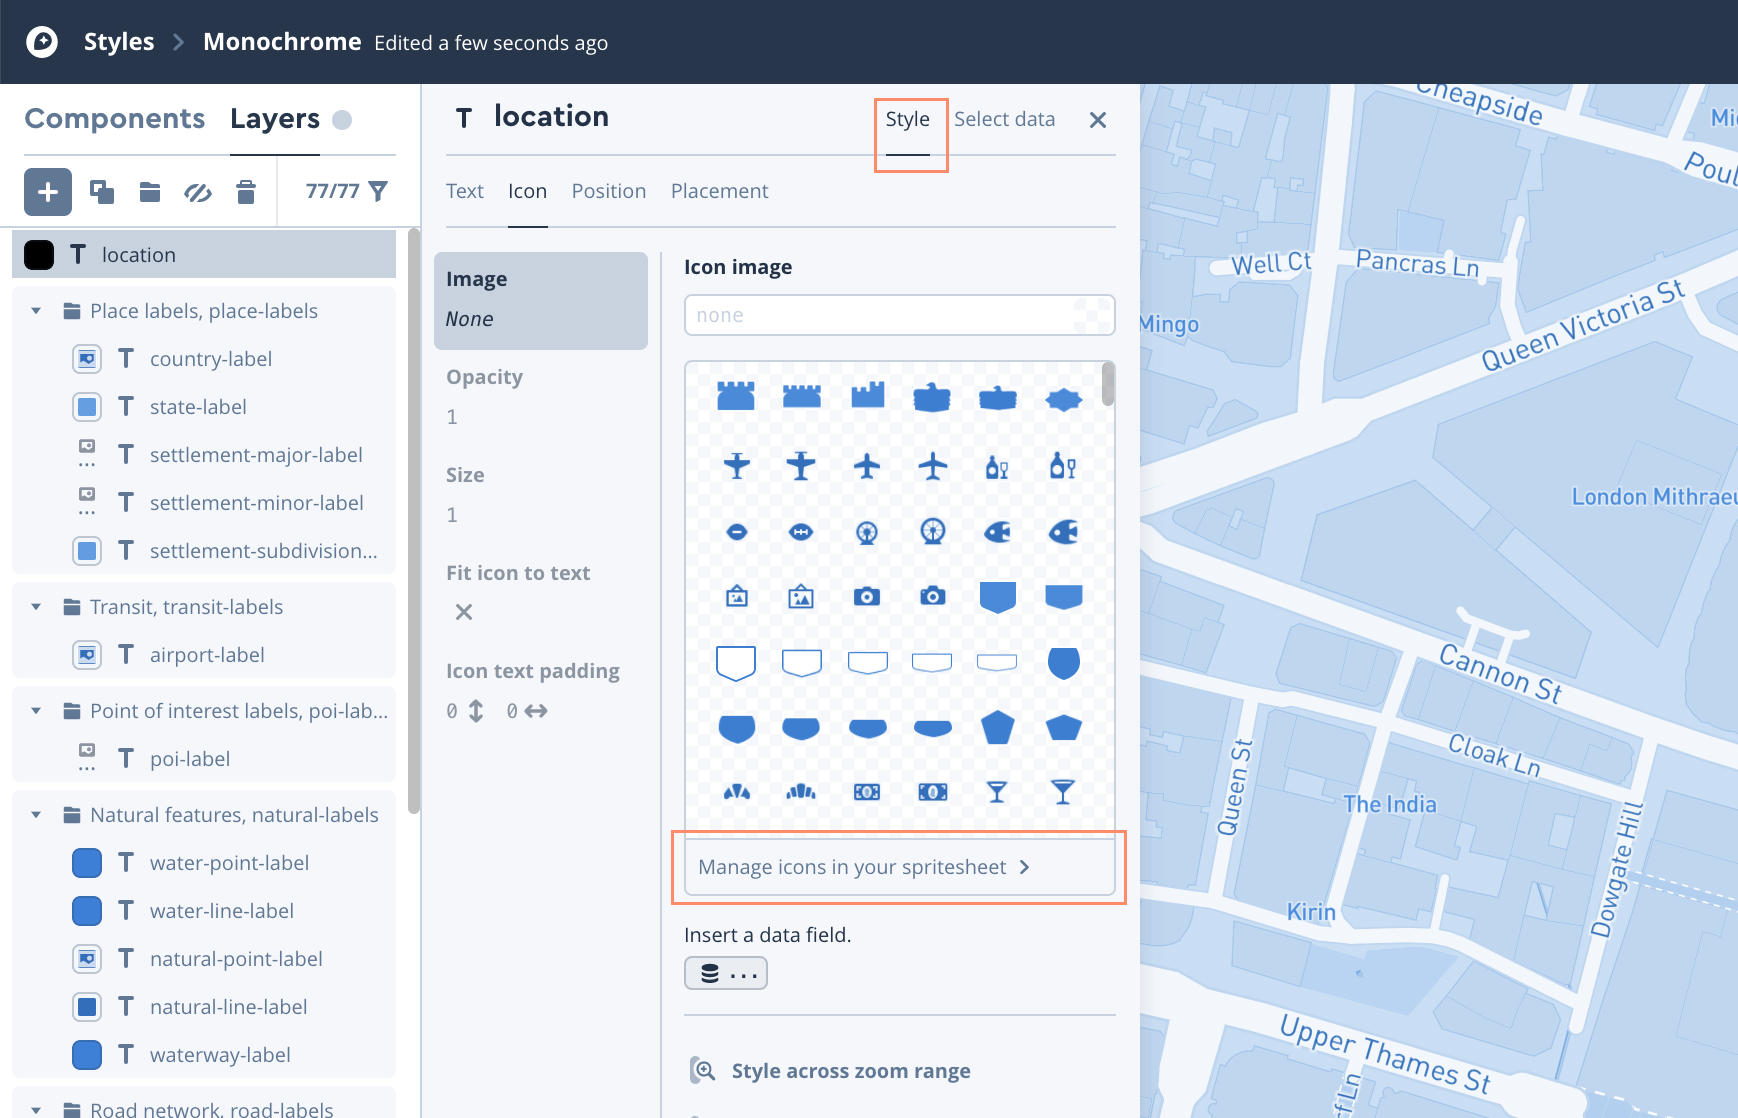 Styles > Monochrome Edited a few seconds ago
Components Layers
77/77
location
Place labels, place-labels
country-label
state-label
settlement-major-label
settlement-minor-label
settlement-subdivision...
Transit, transit-labels
airport-label
Point of interest labels, poi-lab...
poi-label
Natural features, natural-labels
water-point-label
water-line-label
natural-point-label
natural-line-label
waterway-label
Road network, road-labels
location
Style Select data
Text Icon Position Placement
Image
None
Opacity
1
Size
1
Fit icon to text
Icon text padding
0 0
Icon image
none
Manage icons in your spritesheet
Insert a data field.
...
Style across zoom range
Cheapside
Mi
Poul
Well Ct
Pancras Ln
Mingo
Queen Victoria St
London Mithraeu
Cannon St
Cloak Ln
Queen St
The India
Dowgate Hill
Kirin
Upper Thames St
ff Ln